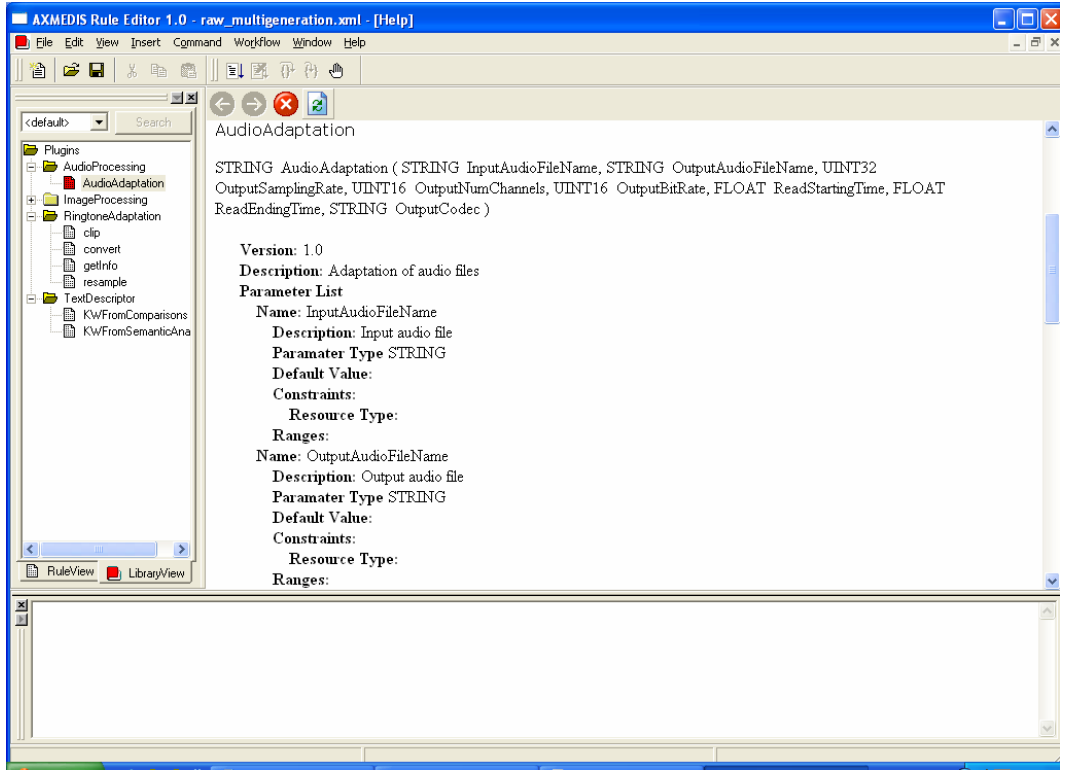 AXMEDIS Rule Editor 1.0 - raw_multigeneration.xml - [Help]
File Edit View Insert Command Workflow Window Help
<default> Search
Plugins
AudioProcessing
AudioAdaptation
ImageProcessing
RingtoneAdaptation
clip
convert
getInfo
resample
TextDescriptor
KWFromComparisons
KWFromSemanticAna
RuleView LibraryView
AudioAdaptation
STRING AudioAdaptation ( STRING InputAudioFileName, STRING OutputAudioFileName, UINT32
OutputSamplingRate, UINT16 OutputNumChannels, UINT16 OutputBitRate, FLOAT ReadStartingTime, FLOAT
ReadEndingTime, STRING OutputCodec )
Version: 1.0
Description: Adaptation of audio files
Parameter List
Name: InputAudioFileName
Description: Input audio file
Paramater Type STRING
Default Value:
Constraints:
Resource Type:
Ranges:
Name: OutputAudioFileName
Description: Output audio file
Paramater Type STRING
Default Value:
Constraints:
Resource Type:
Ranges: